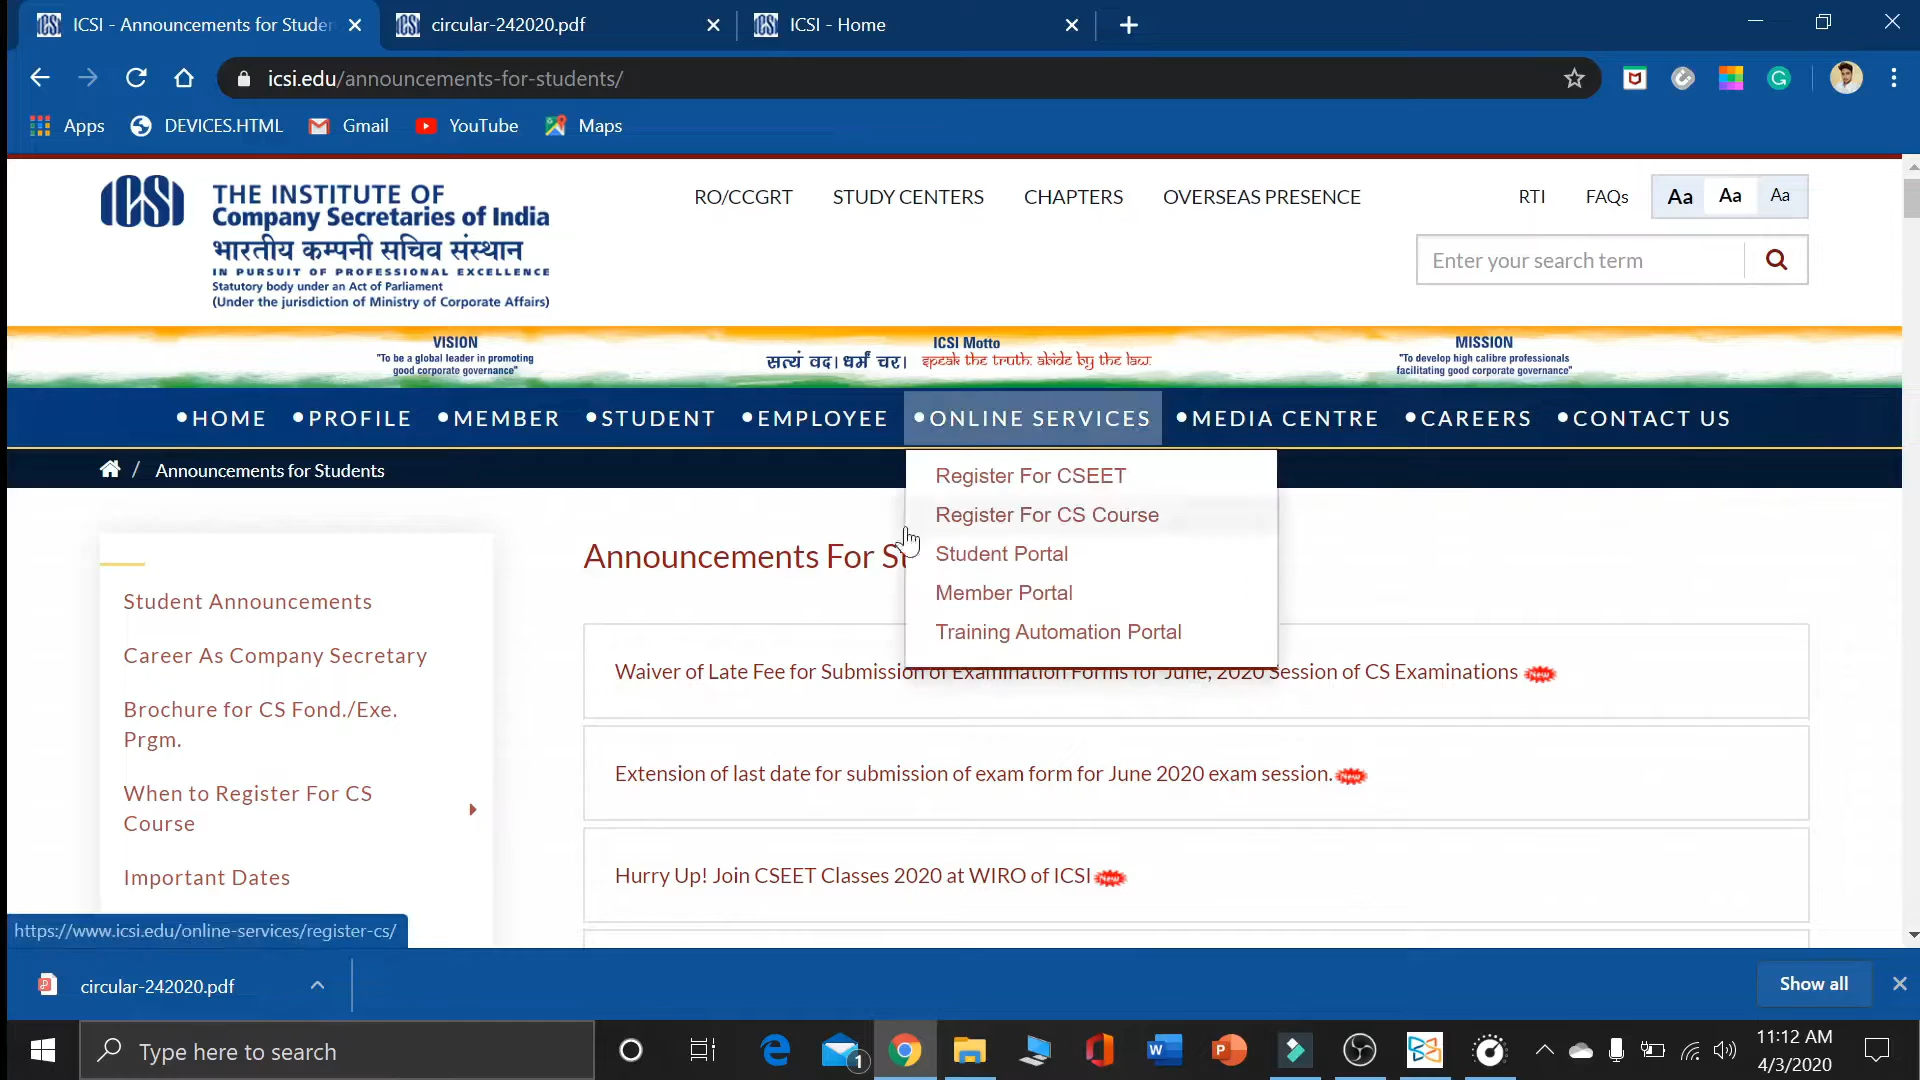 ICSI - Announcements for Studen
circular-242020.pdf
ICSI - Home
icsi.edu/announcements-for-students/
Apps
DEVICES.HTML
Gmail
YouTube
Maps
THE INSTITUTE OF
Company Secretaries of India
भारतीय कम्पनी सचिव संस्थान
IN PURSUIT OF PROFESSIONAL EXCELLENCE
Statutory body under an Act of Parliament
(Under the jurisdiction of Ministry of Corporate Affairs)
RO/CCGRT
STUDY CENTERS
CHAPTERS
OVERSEAS PRESENCE
RTI
FAQs
Aa Aa Aa
Enter your search term
VISION
"To be a global leader in promoting
good corporate governance"
ICSI Motto
सत्यं वद। धर्मं चर। speak the truth. abide by the law.
MISSION
"To develop high calibre professionals
facilitating good corporate governance"
HOME
PROFILE
MEMBER
STUDENT
EMPLOYEE
ONLINE SERVICES
MEDIA CENTRE
CAREERS
CONTACT US
/ Announcements for Students
Register For CSEET
Register For CS Course
Student Portal
Member Portal
Training Automation Portal
Student Announcements
Career As Company Secretary
Brochure for CS Fond./Exe.
Prgm.
When to Register For CS
Course
Important Dates
Announcements For St
Waiver of Late Fee for Submission of Examination Forms for June, 2020 Session of CS Examinations New
Extension of last date for submission of exam form for June 2020 exam session. New
Hurry Up! Join CSEET Classes 2020 at WIRO of ICSI New
https://www.icsi.edu/online-services/register-cs/
circular-242020.pdf
Show all
Type here to search
1
11:12 AM
4/3/2020